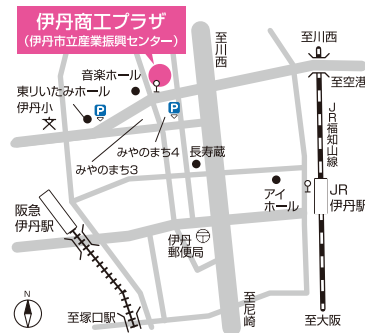 伊丹商工プラザ
（伊丹市立産業振興センター）
至川西
至川西
音楽ホール
至空港
東リいたみホール
P
P
伊丹小
文
JR福知山線
みやのまち4
みやのまち3
長寿蔵
アイ
ホール
JR
伊丹駅
阪急
伊丹駅
伊丹
郵便局
N
至塚口駅
至尼崎
至大阪